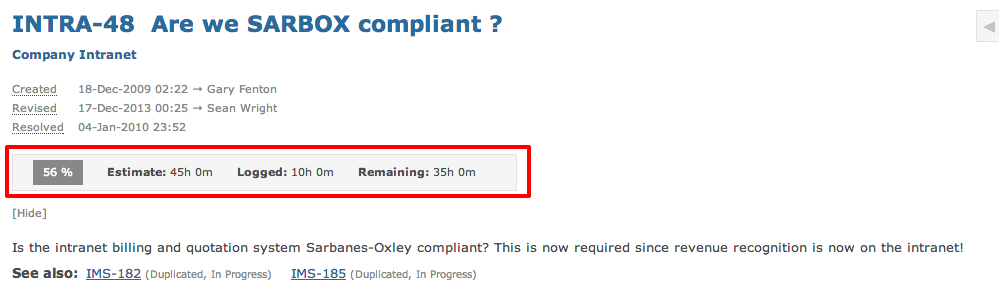 INTRA-48 Are we SARBOX compliant ?
Company Intranet
Created 18-Dec-2009 02:22 → Gary Fenton
Revised 17-Dec-2013 00:25 → Sean Wright
Resolved 04-Jan-2010 23:52
56 % Estimate: 45h 0m Logged: 10h 0m Remaining: 35h 0m
[Hide]
Is the intranet billing and quotation system Sarbanes-Oxley compliant? This is now required since revenue recognition is now on the intranet!
See also: IMS-182 (Duplicated, In Progress) IMS-185 (Duplicated, In Progress)